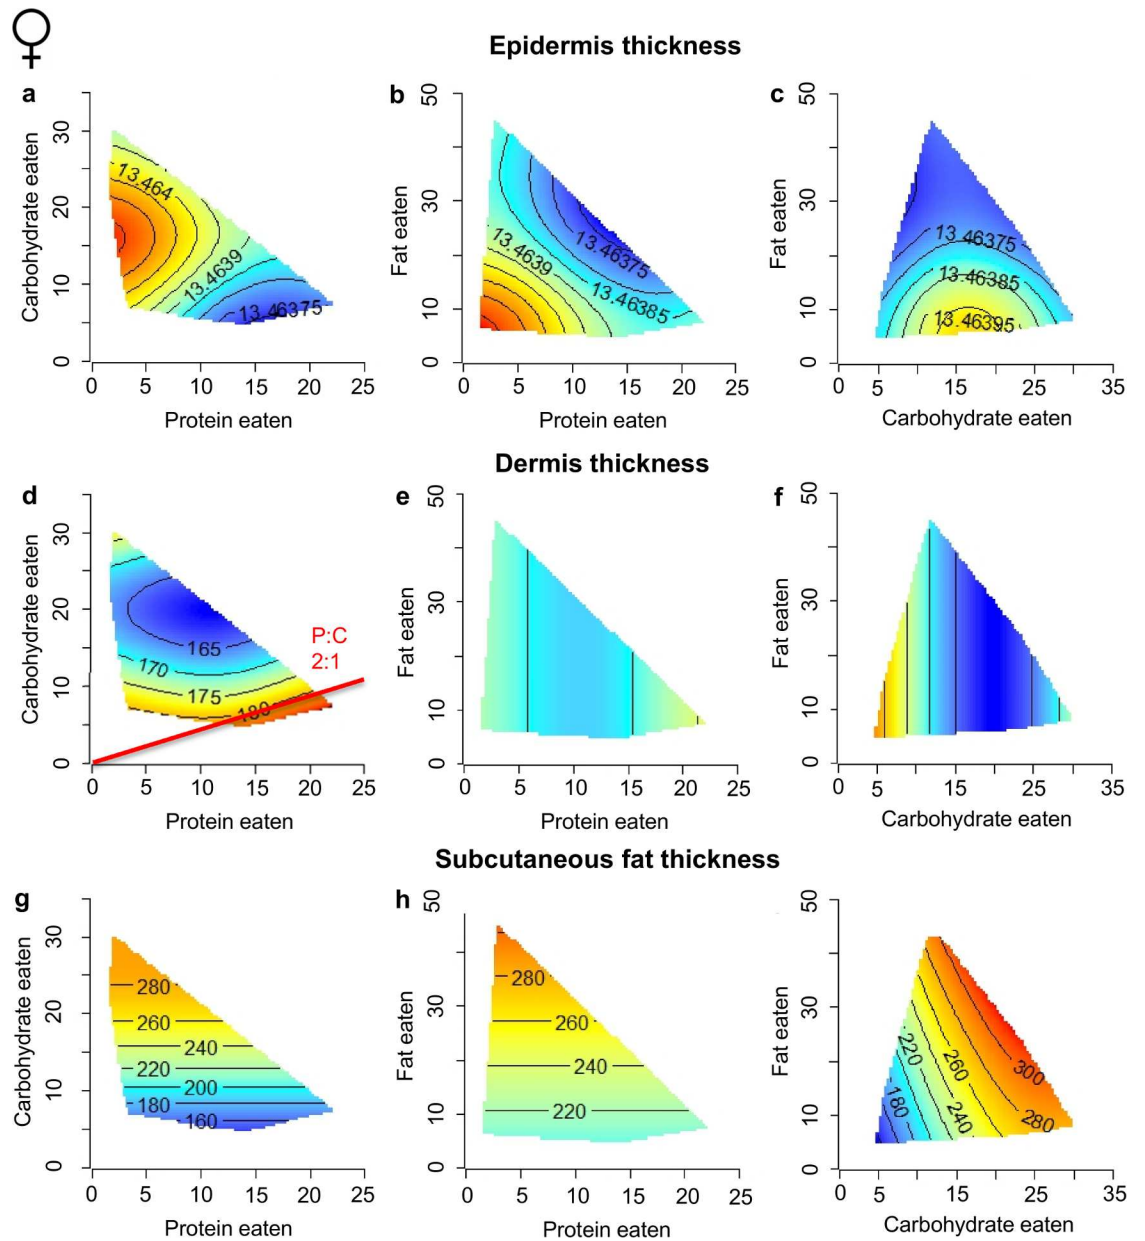 ♀
Epidermis thickness
a
Carbohydrate eaten
30
20
10
0
13.464
13.4639
13.46375
0 5 10 15 20 25
Protein eaten
b
Fat eaten
50
30
10
0
13.4639
13.46375
13.46385
0 5 10 15 20 25
Protein eaten
c
Fat eaten
50
30
10
0
13.46375
13.46385
13.46395
0 5 15 25 35
Carbohydrate eaten
Dermis thickness
d
Carbohydrate eaten
30
20
10
0
165
170
175
180
P:C
2:1
0 5 10 15 20 25
Protein eaten
e
Fat eaten
50
30
10
0
0 5 10 15 20 25
Protein eaten
f
Fat eaten
50
30
10
0
0 5 15 25 35
Carbohydrate eaten
Subcutaneous fat thickness
g
Carbohydrate eaten
30
20
10
0
280
260
240
220
200
180
160
0 5 10 15 20 25
Protein eaten
h
Fat eaten
50
30
10
0
280
260
240
220
0 5 10 15 20 25
Protein eaten
Fat eaten
50
30
10
0
220
180
260
240
300
280
0 5 15 25 35
Carbohydrate eaten